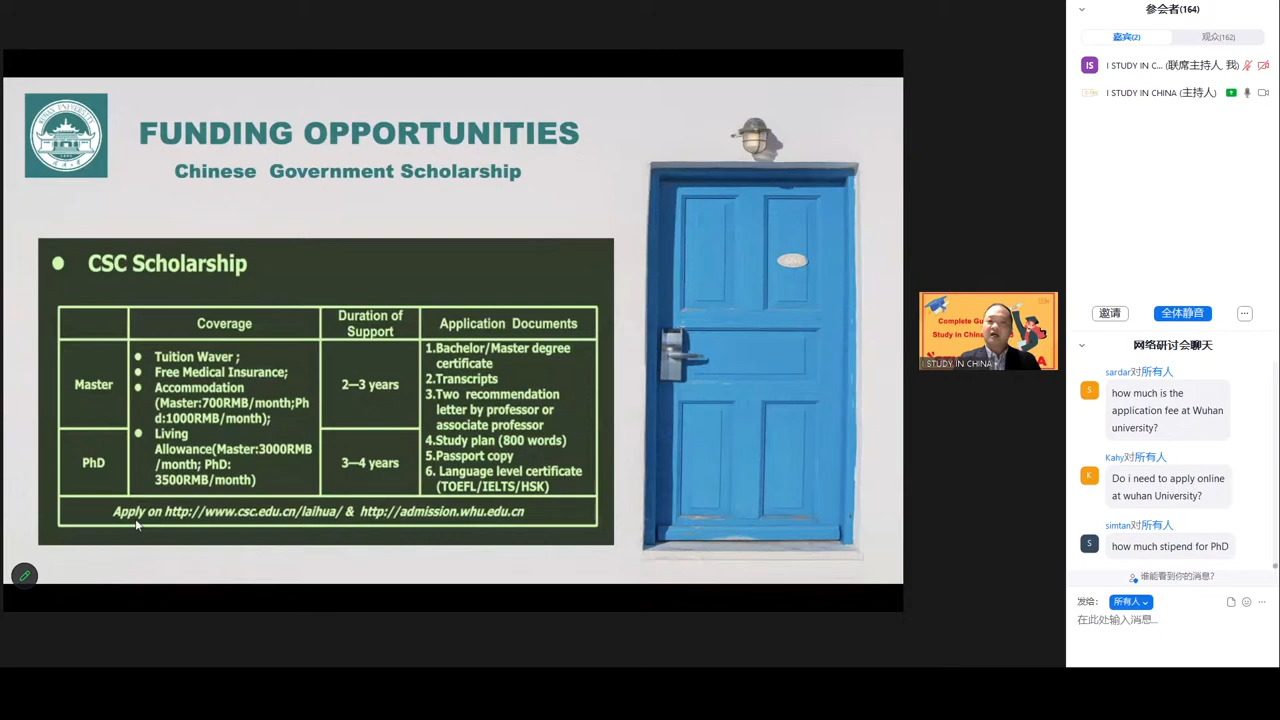 FUNDING OPPORTUNITIES
Chinese Government Scholarship
CSC Scholarship
Coverage
Duration of
Support
Application Documents
Master
Tuition Waver ;
Free Medical Insurance;
Accommodation
(Master:700RMB/month;Ph
d:1000RMB/month);
Living
Allowance(Master:3000RMB
/month; PhD:
3500RMB/month)
2—3 years
1.Bachelor/Master degree
certificate
2.Transcripts
3.Two recommendation
letter by professor or
associate professor
4.Study plan (800 words)
5.Passport copy
6. Language level certificate
(TOEFL/IELTS/HSK)
PhD
3—4 years
Apply on http://www.csc.edu.cn/laihua/ & http://admission.whu.edu.cn
Complete Gu
Study in China
I STUDY IN CHINA
参会者(164)
嘉宾(2)
观众(162)
IS
I STUDY IN C... (联席主持人, 我)
I STUDY IN CHINA (主持人)
邀请
全体静音
网络研讨会聊天
sardar对所有人
S
how much is the
application fee at Wuhan
university?
Kahy对所有人
K
Do i need to apply online
at wuhan University?
simtan对所有人
S
how much stipend for PhD
谁能看到你的消息?
发给:
所有人
在此处输入消息...